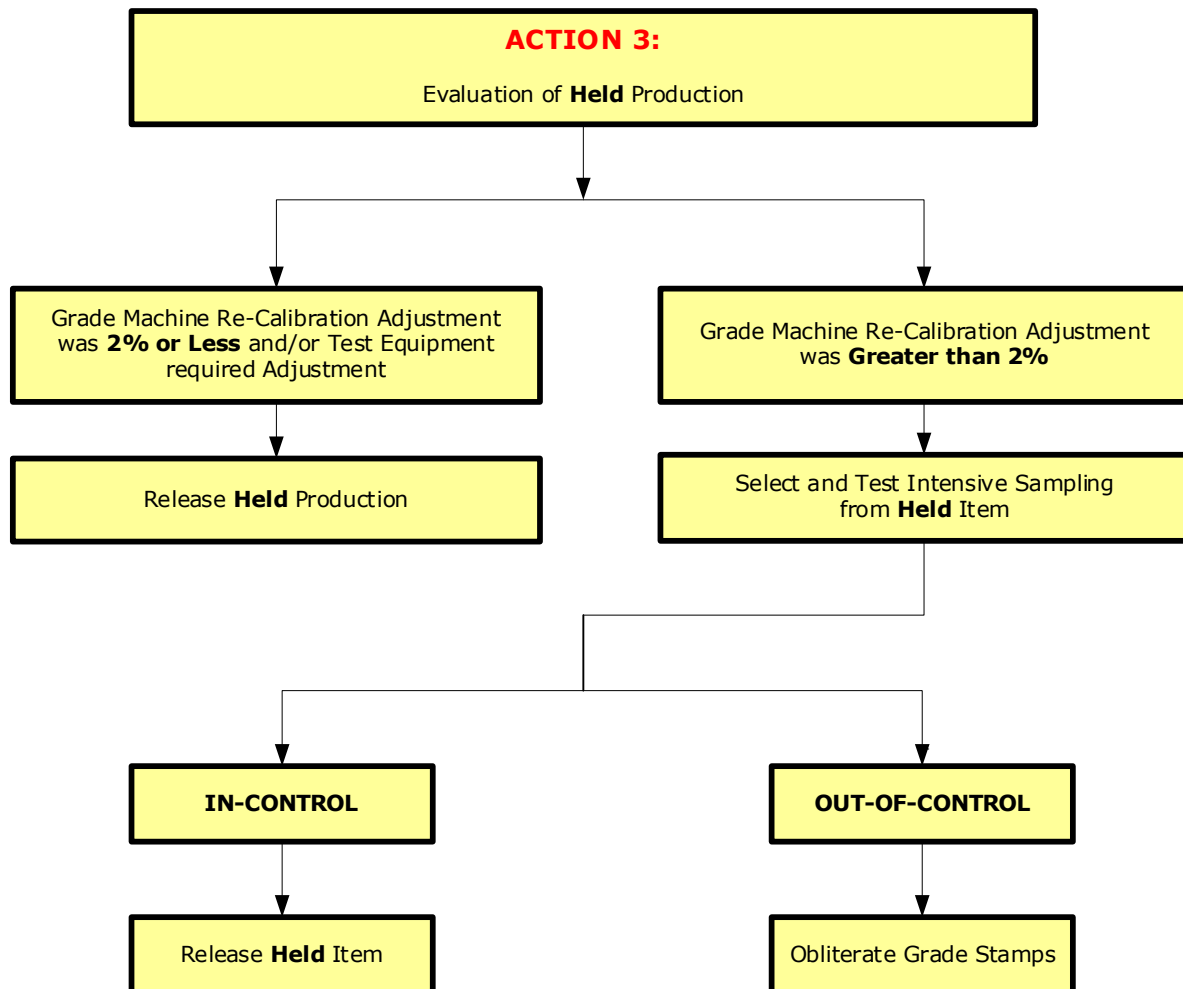 ACTION 3:
Evaluation of Held Production
Grade Machine Re-Calibration Adjustment
was 2% or Less and/or Test Equipment
required Adjustment
Grade Machine Re-Calibration Adjustment
was Greater than 2%
Release Held Production
Select and Test Intensive Sampling
from Held Item
IN-CONTROL
OUT-OF-CONTROL
Release Held Item
Obliterate Grade Stamps